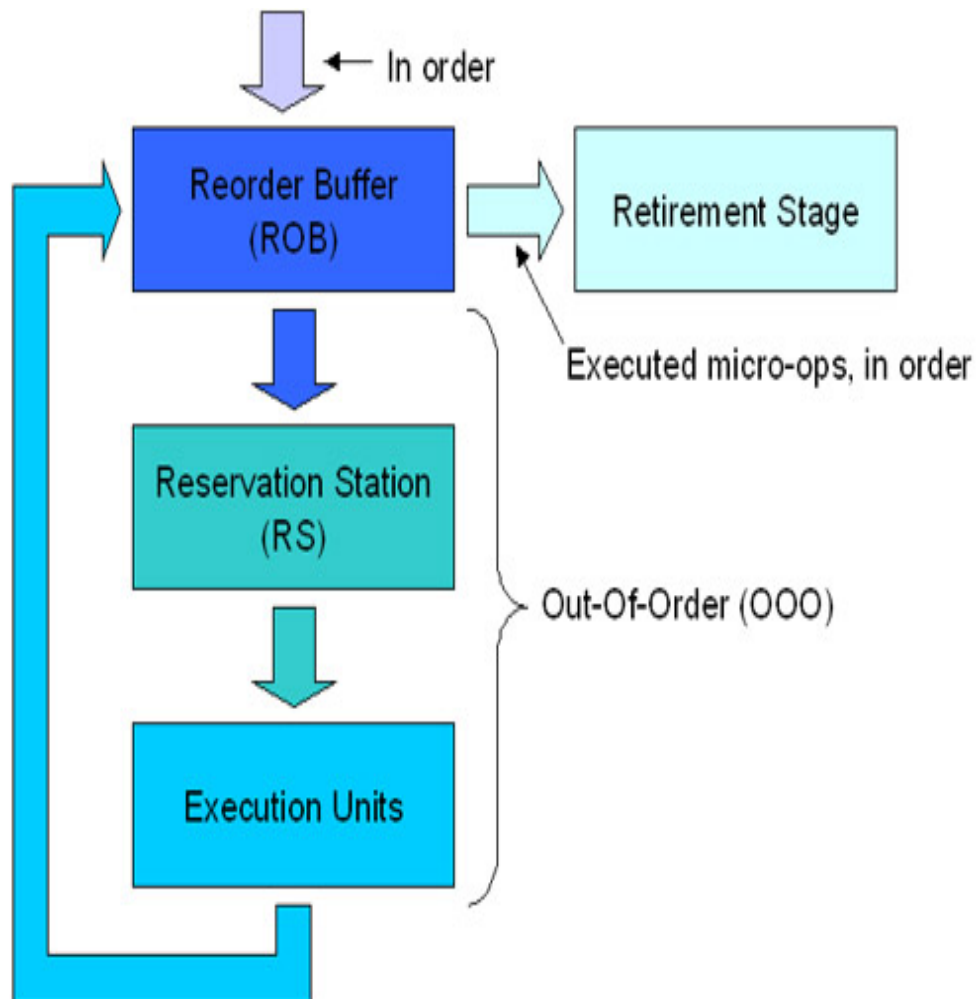 In order
Reorder Buffer
(ROB)
Retirement Stage
Executed micro-ops, in order
Reservation Station
(RS)
Out-Of-Order (OOO)
Execution Units